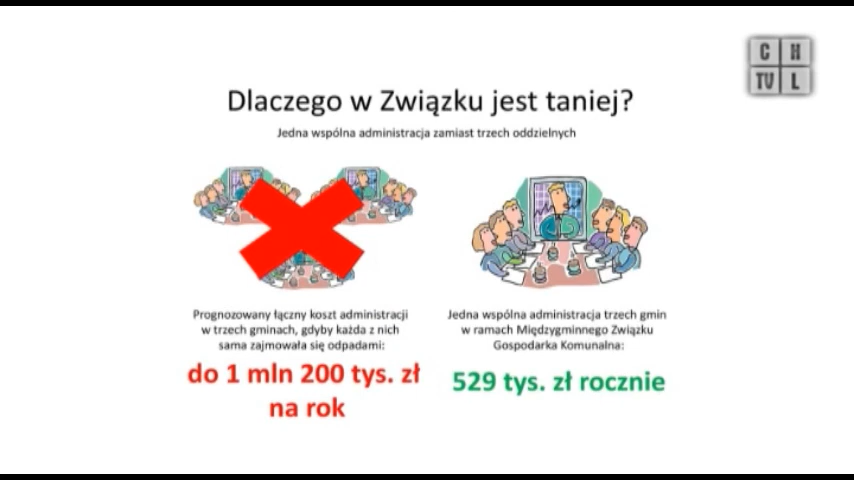 C H
TV L
Dlaczego w Związku jest taniej?
Jedna wspólna administracja zamiast trzech oddzielnych
Prognozowany łączny koszt administracji
w trzech gminach, gdyby każda z nich
sama zajmowała się odpadami:
do 1 mln 200 tys. zł
na rok
Jedna wspólna administracja trzech gmin
w ramach Międzygminnego Związku
Gospodarka Komunalna:
529 tys. zł rocznie